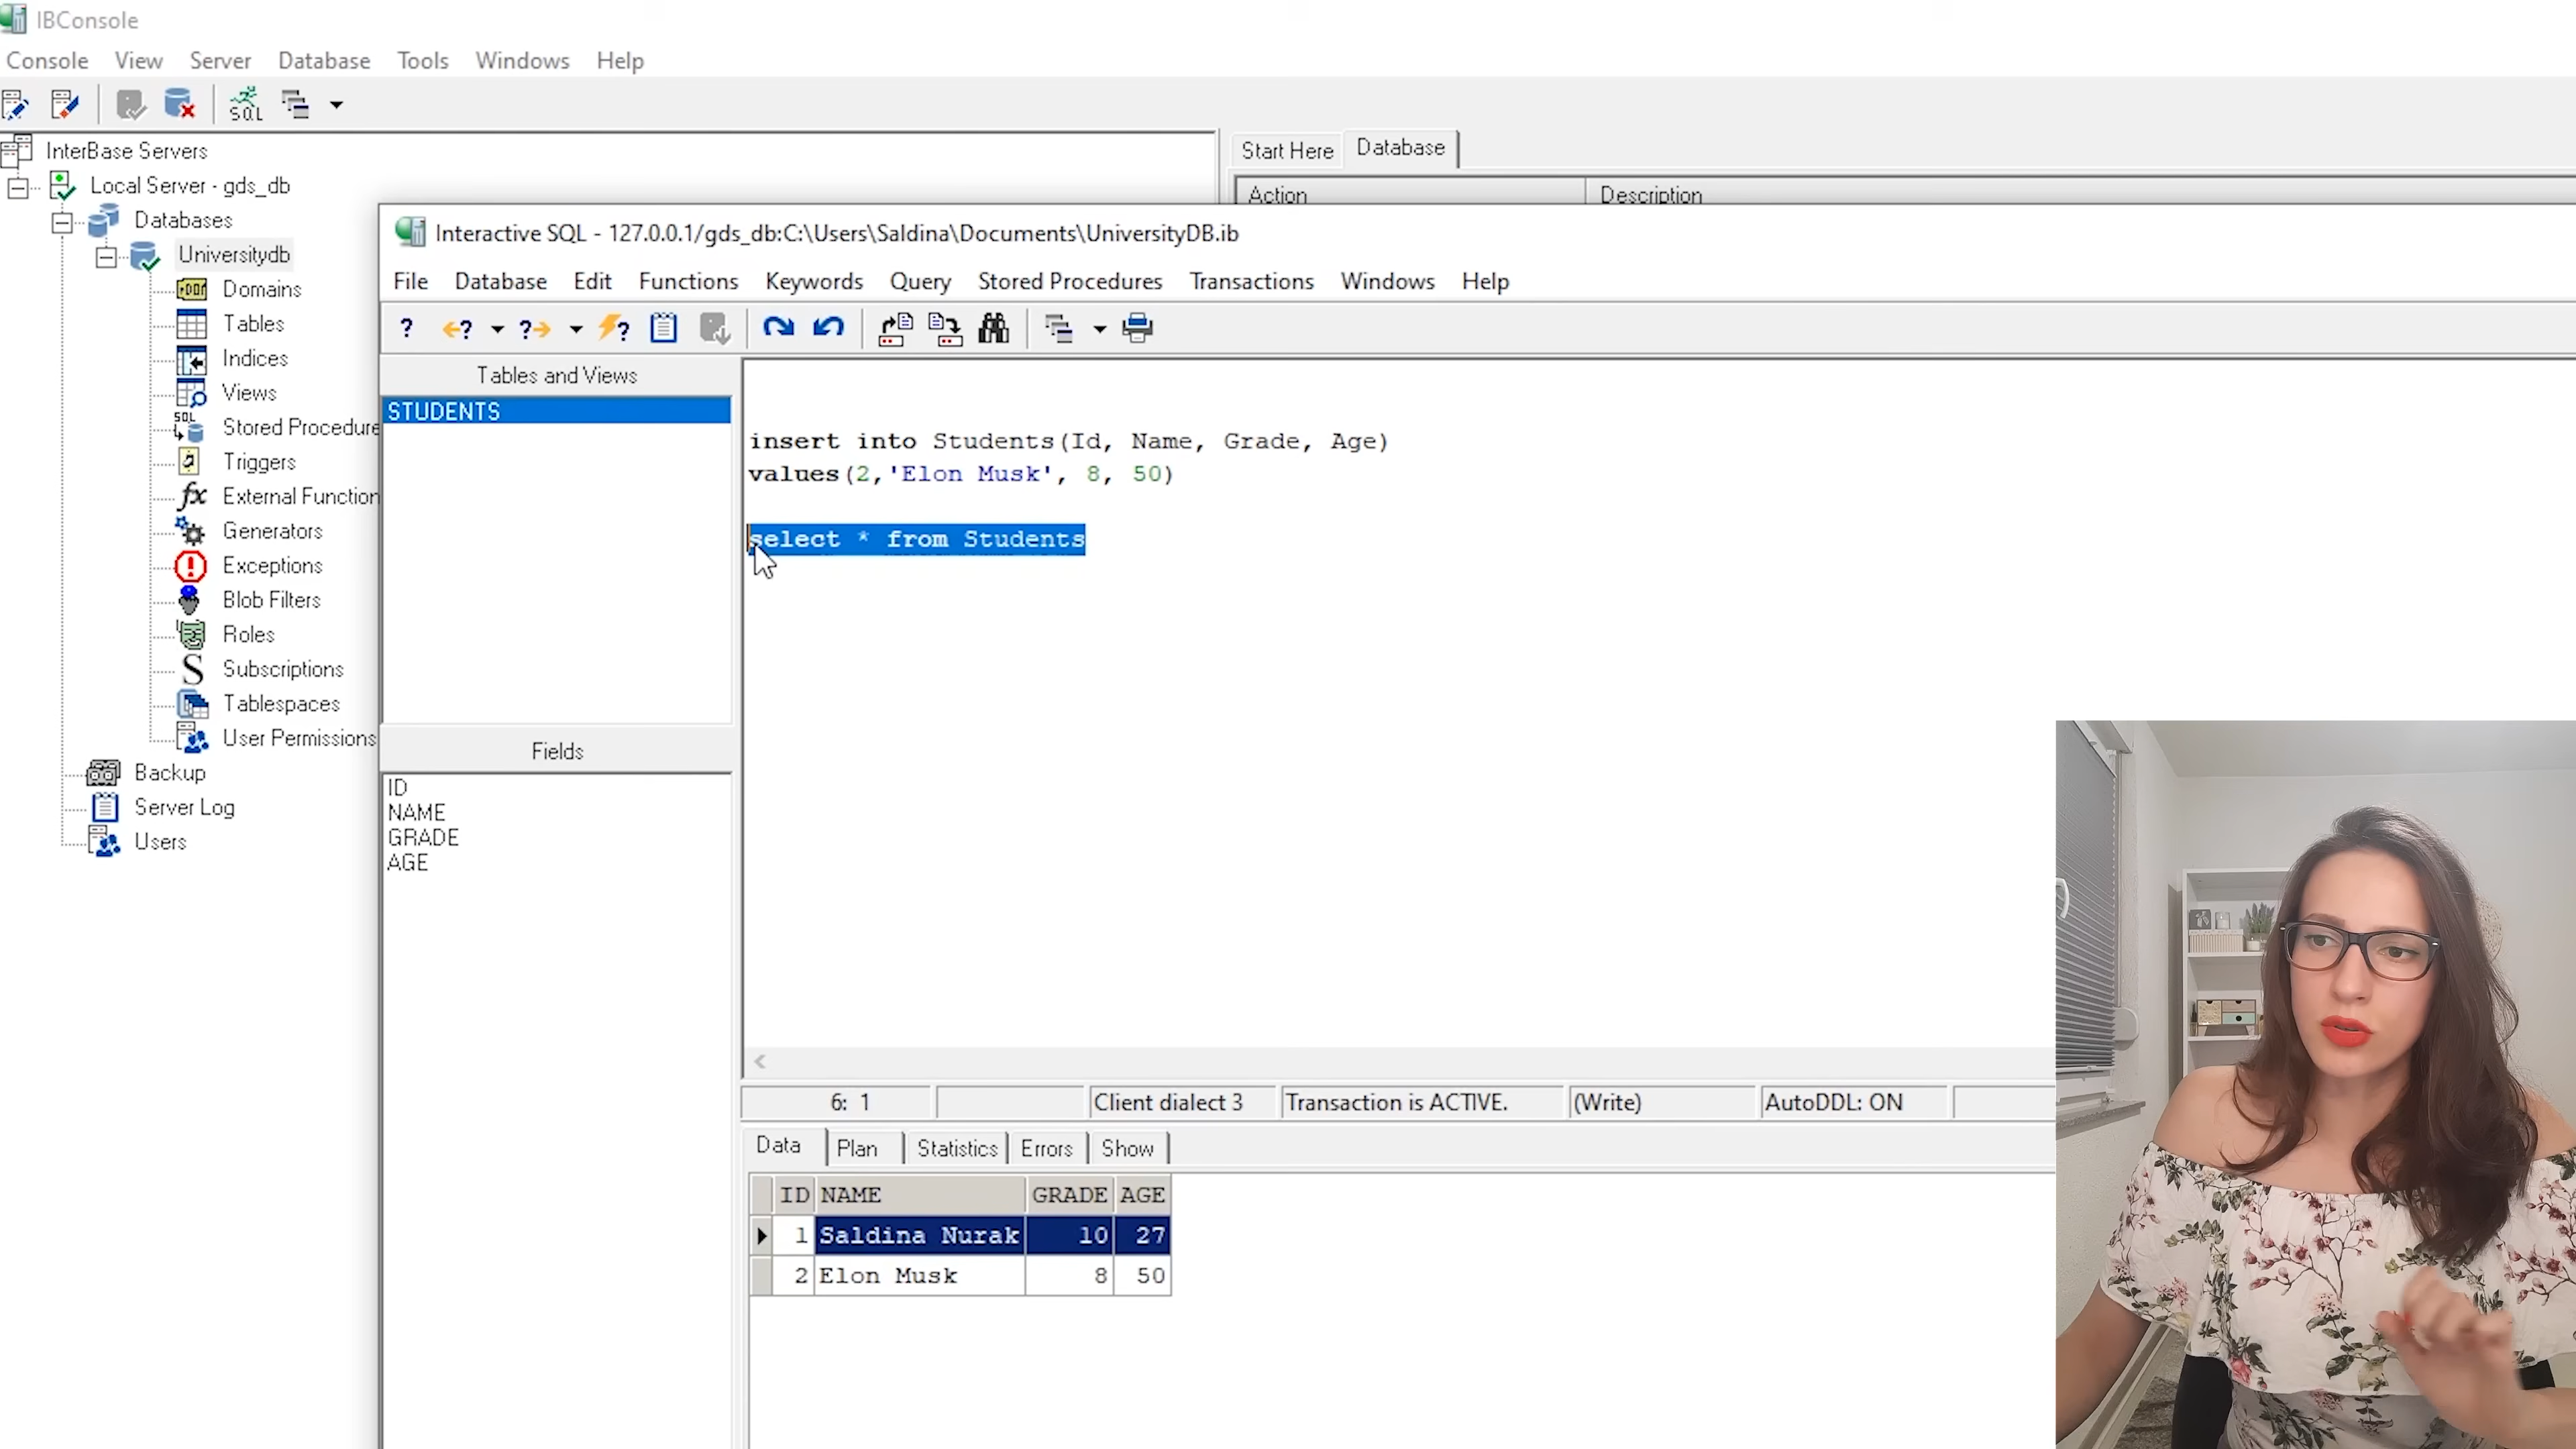 IBConsole
Console View Server Database Tools Windows Help
SQL
InterBase Servers
Local Server - gds_db
Databases
Universitydb
Domains
Tables
Indices
Views
SQL
Stored Procedure
Triggers
fx External Function
Generators
Exceptions
Blob Filters
Roles
S Subscriptions
Tablespaces
User Permissions
Backup
Server Log
Users
Start Here Database
Action Description
Interactive SQL - 127.0.0.1/gds_db:C:\Users\Saldina\Documents\UniversityDB.ib
File Database Edit Functions Keywords Query Stored Procedures Transactions Windows Help
Tables and Views
STUDENTS
Fields
ID
NAME
GRADE
AGE
insert into Students(Id, Name, Grade, Age)
values(2,'Elon Musk', 8, 50)
select * from Students
6: 1 Client dialect 3 Transaction is ACTIVE. (Write) AutoDDL: ON
Data Plan Statistics Errors Show
ID NAME GRADE AGE
1 Saldina Nurak 10 27
2 Elon Musk 8 50